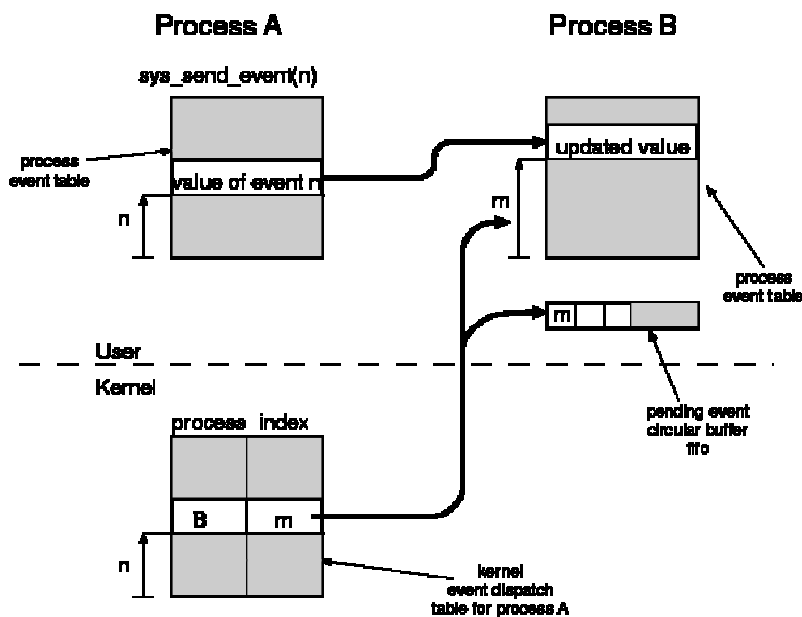 Process A
Process B
sys_send_event(n)
process
event table
value of event n
n
updated value
m
process
event table
m
User
Kernel
pending event
circular buffer
fifo
process index
B m
n
kernel
event dispatch
table for process A